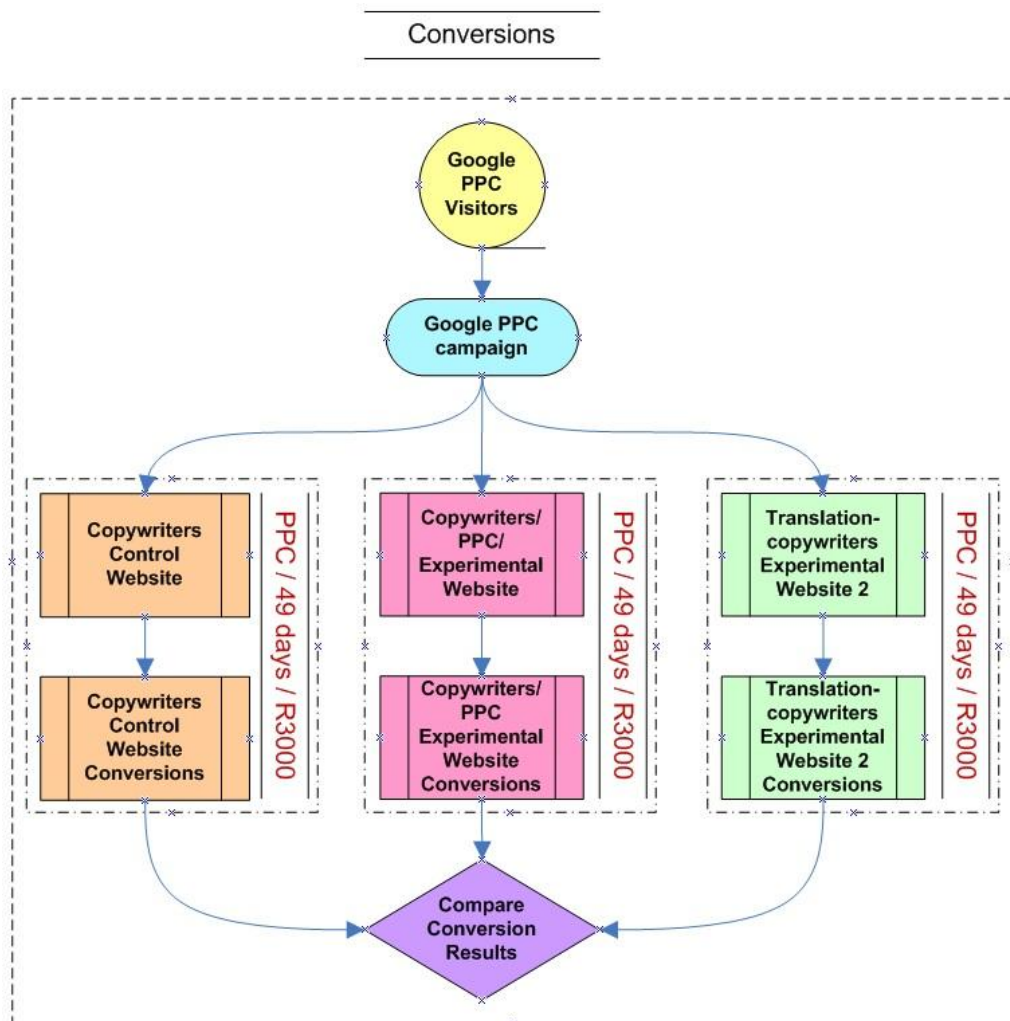 Conversions
Google
PPC
Visitors
Google PPC
campaign
Copywriters
Control
Website
PPC / 49 days / R3000
Copywriters/
PPC/
Experimental
Website
PPC / 49 days / R3000
Translation-
copywriters
Experimental
Website 2
PPC / 49 days / R3000
Copywriters
Control
Website
Conversions
Copywriters/
PPC
Experimental
Website
Conversions
Translation-
copywriters
Experimental
Website 2
Conversions
Compare
Conversion
Results